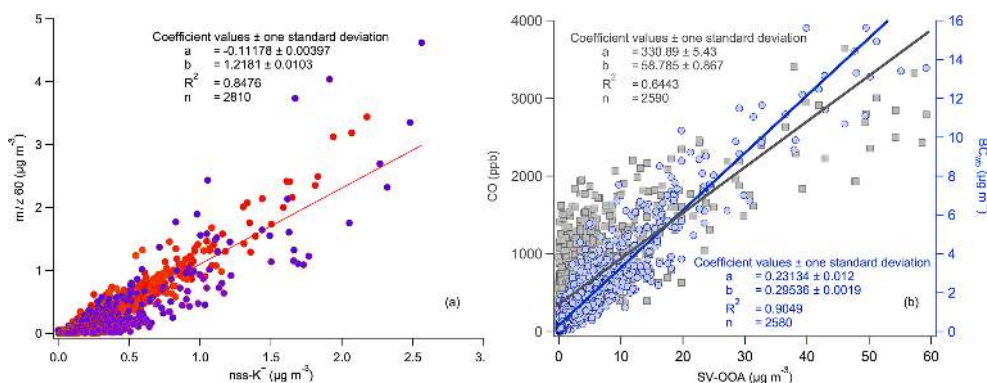 Coefficient values ± one standard deviation
a = -0.11178 ± 0.00397
b = 1.2181 ± 0.0103
R² = 0.8476
n = 2810
m/z 60 (µg m⁻³)
5
4
3
2
1
0
0.0 0.5 1.0 1.5 2.0 2.5 3.
nss-K⁺ (µg m⁻³)
(a)
(b)
Coefficient values ± one standard deviation
a = 330.89 ± 5.43
b = 58.785 ± 0.867
R² = 0.6443
n = 2590
CO (ppb)
4000
3000
2000
1000
0
Coefficient values ± one standard deviation
a = 0.23134 ± 0.012
b = 0.29536 ± 0.0019
R² = 0.9049
n = 2580
(b)
16
14
12
10
8
6
4
2
0
0 10 20 30 40 50 60
SV-OOA (µg m⁻³)